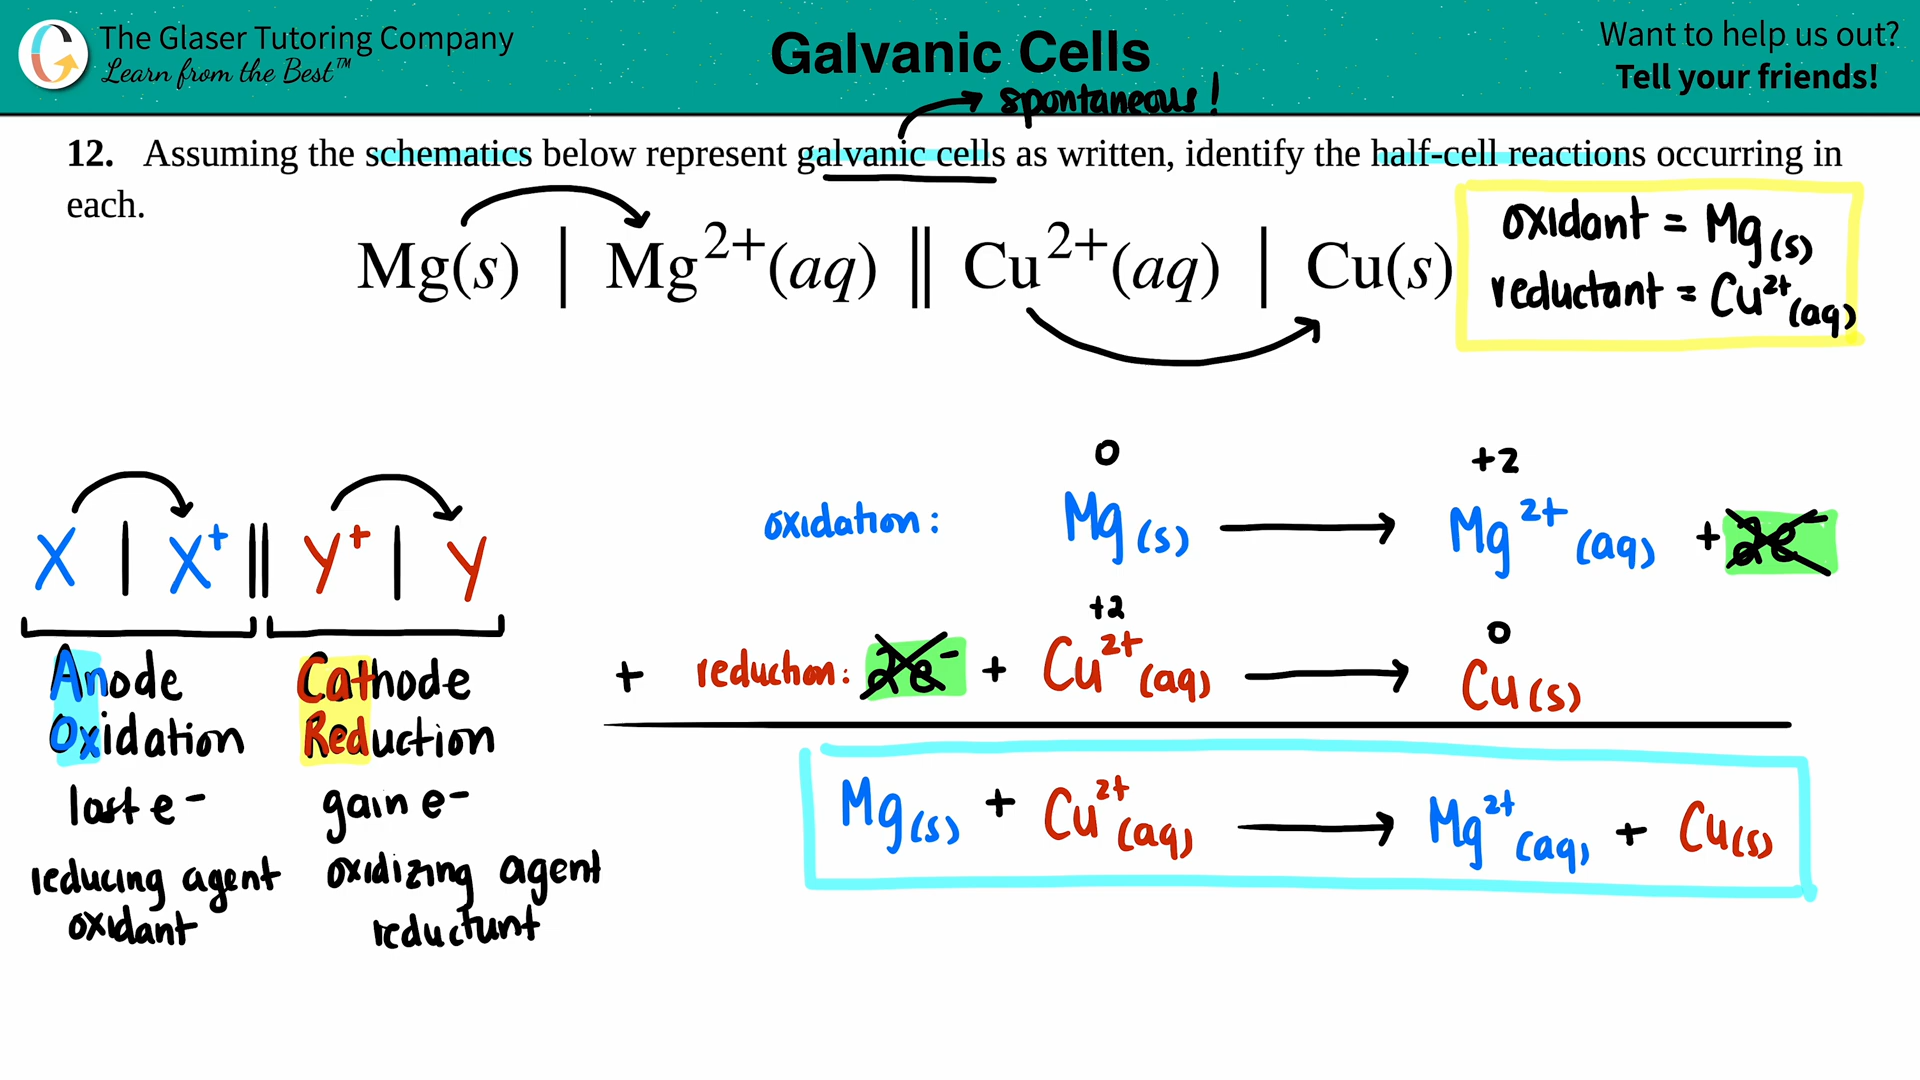 The Glaser Tutoring Company
Learn from the Best™
Galvanic Cells
Want to help us out?
Tell your friends!
spontaneous!
12. Assuming the schematics below represent galvanic cells as written, identify the half-cell reactions occurring in
each.
Mg(s) | Mg²⁺(aq) || Cu²⁺(aq) | Cu(s)
oxidant = Mg(s)
reductant = Cu²⁺(aq)
0 +2
oxidation: Mg(s) → Mg²⁺(aq) + 2e⁻
X | X⁺ || Y⁺ | Y
+2 0
+ reduction: 2e⁻ + Cu²⁺(aq) → Cu(s)
Anode Cathode
Oxidation Reduction
lost e⁻ gain e⁻
Mg(s) + Cu²⁺(aq) → Mg²⁺(aq) + Cu(s)
reducing agent oxidizing agent
oxidant reductunt